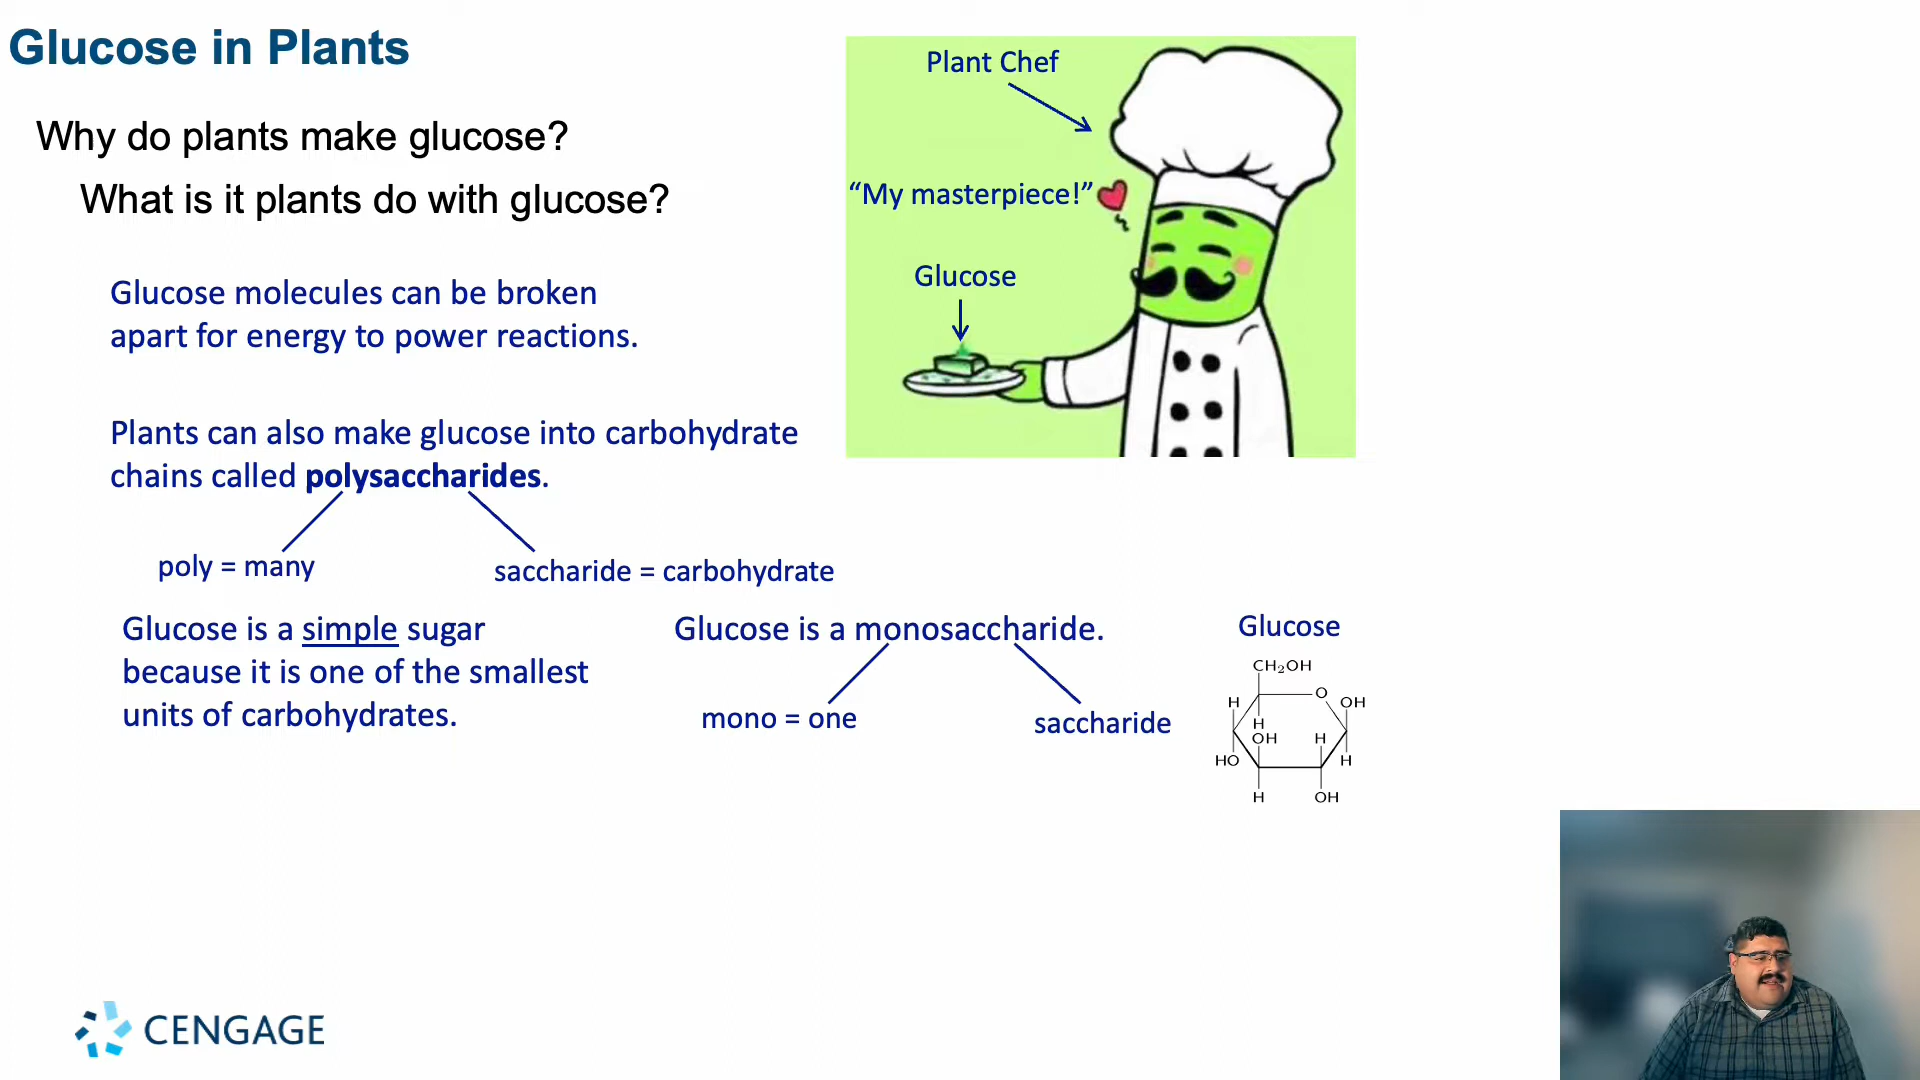 Glucose in Plants
Why do plants make glucose?
What is it plants do with glucose?
Glucose molecules can be broken
apart for energy to power reactions.
Plants can also make glucose into carbohydrate
chains called polysaccharides.
poly = many
saccharide = carbohydrate
Glucose is a simple sugar
because it is one of the smallest
units of carbohydrates.
Glucose is a monosaccharide.
mono = one
saccharide
Plant Chef
“My masterpiece!”
Glucose
Glucose
CH₂OH
O
H
OH
H
OH
H
HO
H
H
OH
CENGAGE